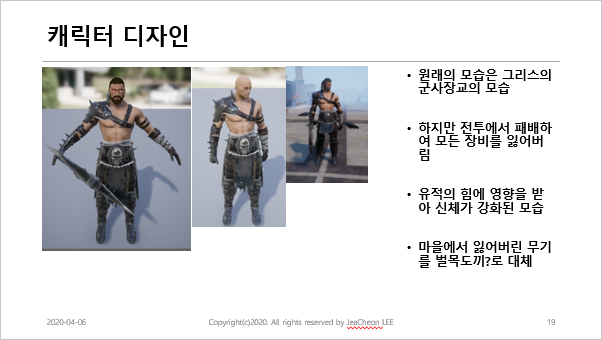 캐릭터 디자인
• 원래의 모습은 그리스의
군사장교의 모습
• 하지만 전투에서 패배하
여 모든 장비를 잃어버
림
• 유적의 힘에 영향을 받
아 신체가 강화된 모습
• 마을에서 잃어버린 무기
를 벌목도끼?로 대체
2020-04-06
Copyright(c)2020. All rights reserved by JeaCheon LEE
19